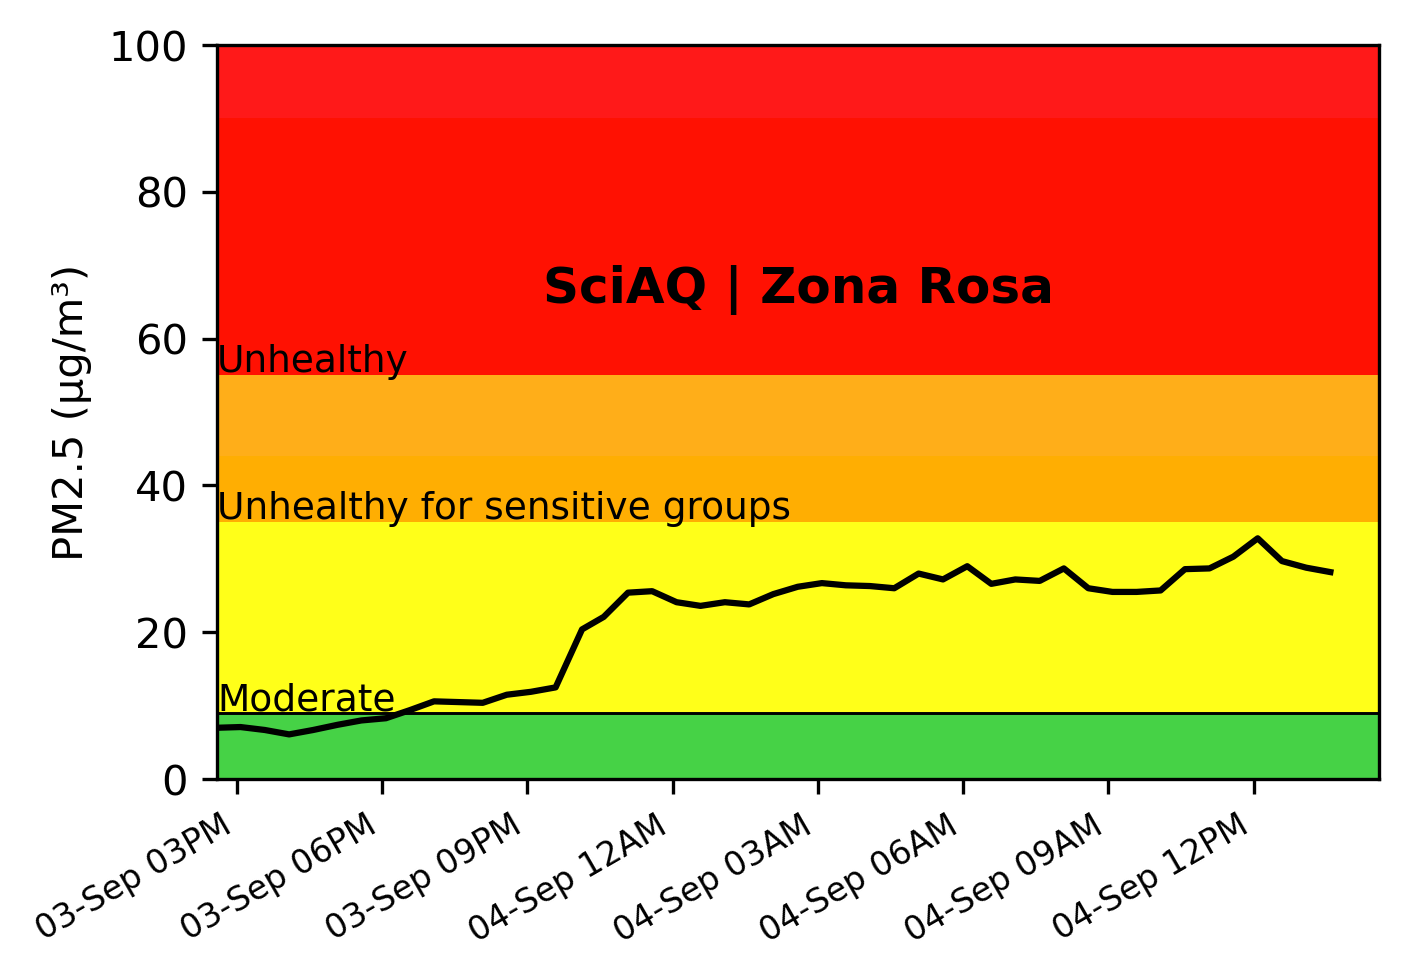 100
80
60
40
20
0
PM2.5 (µg/m³)
SciAQ | Zona Rosa
Unhealthy
Unhealthy for sensitive groups
Moderate
03-Sep 03PM
03-Sep 06PM
03-Sep 09PM
04-Sep 12AM
04-Sep 03AM
04-Sep 06AM
04-Sep 09AM
04-Sep 12PM